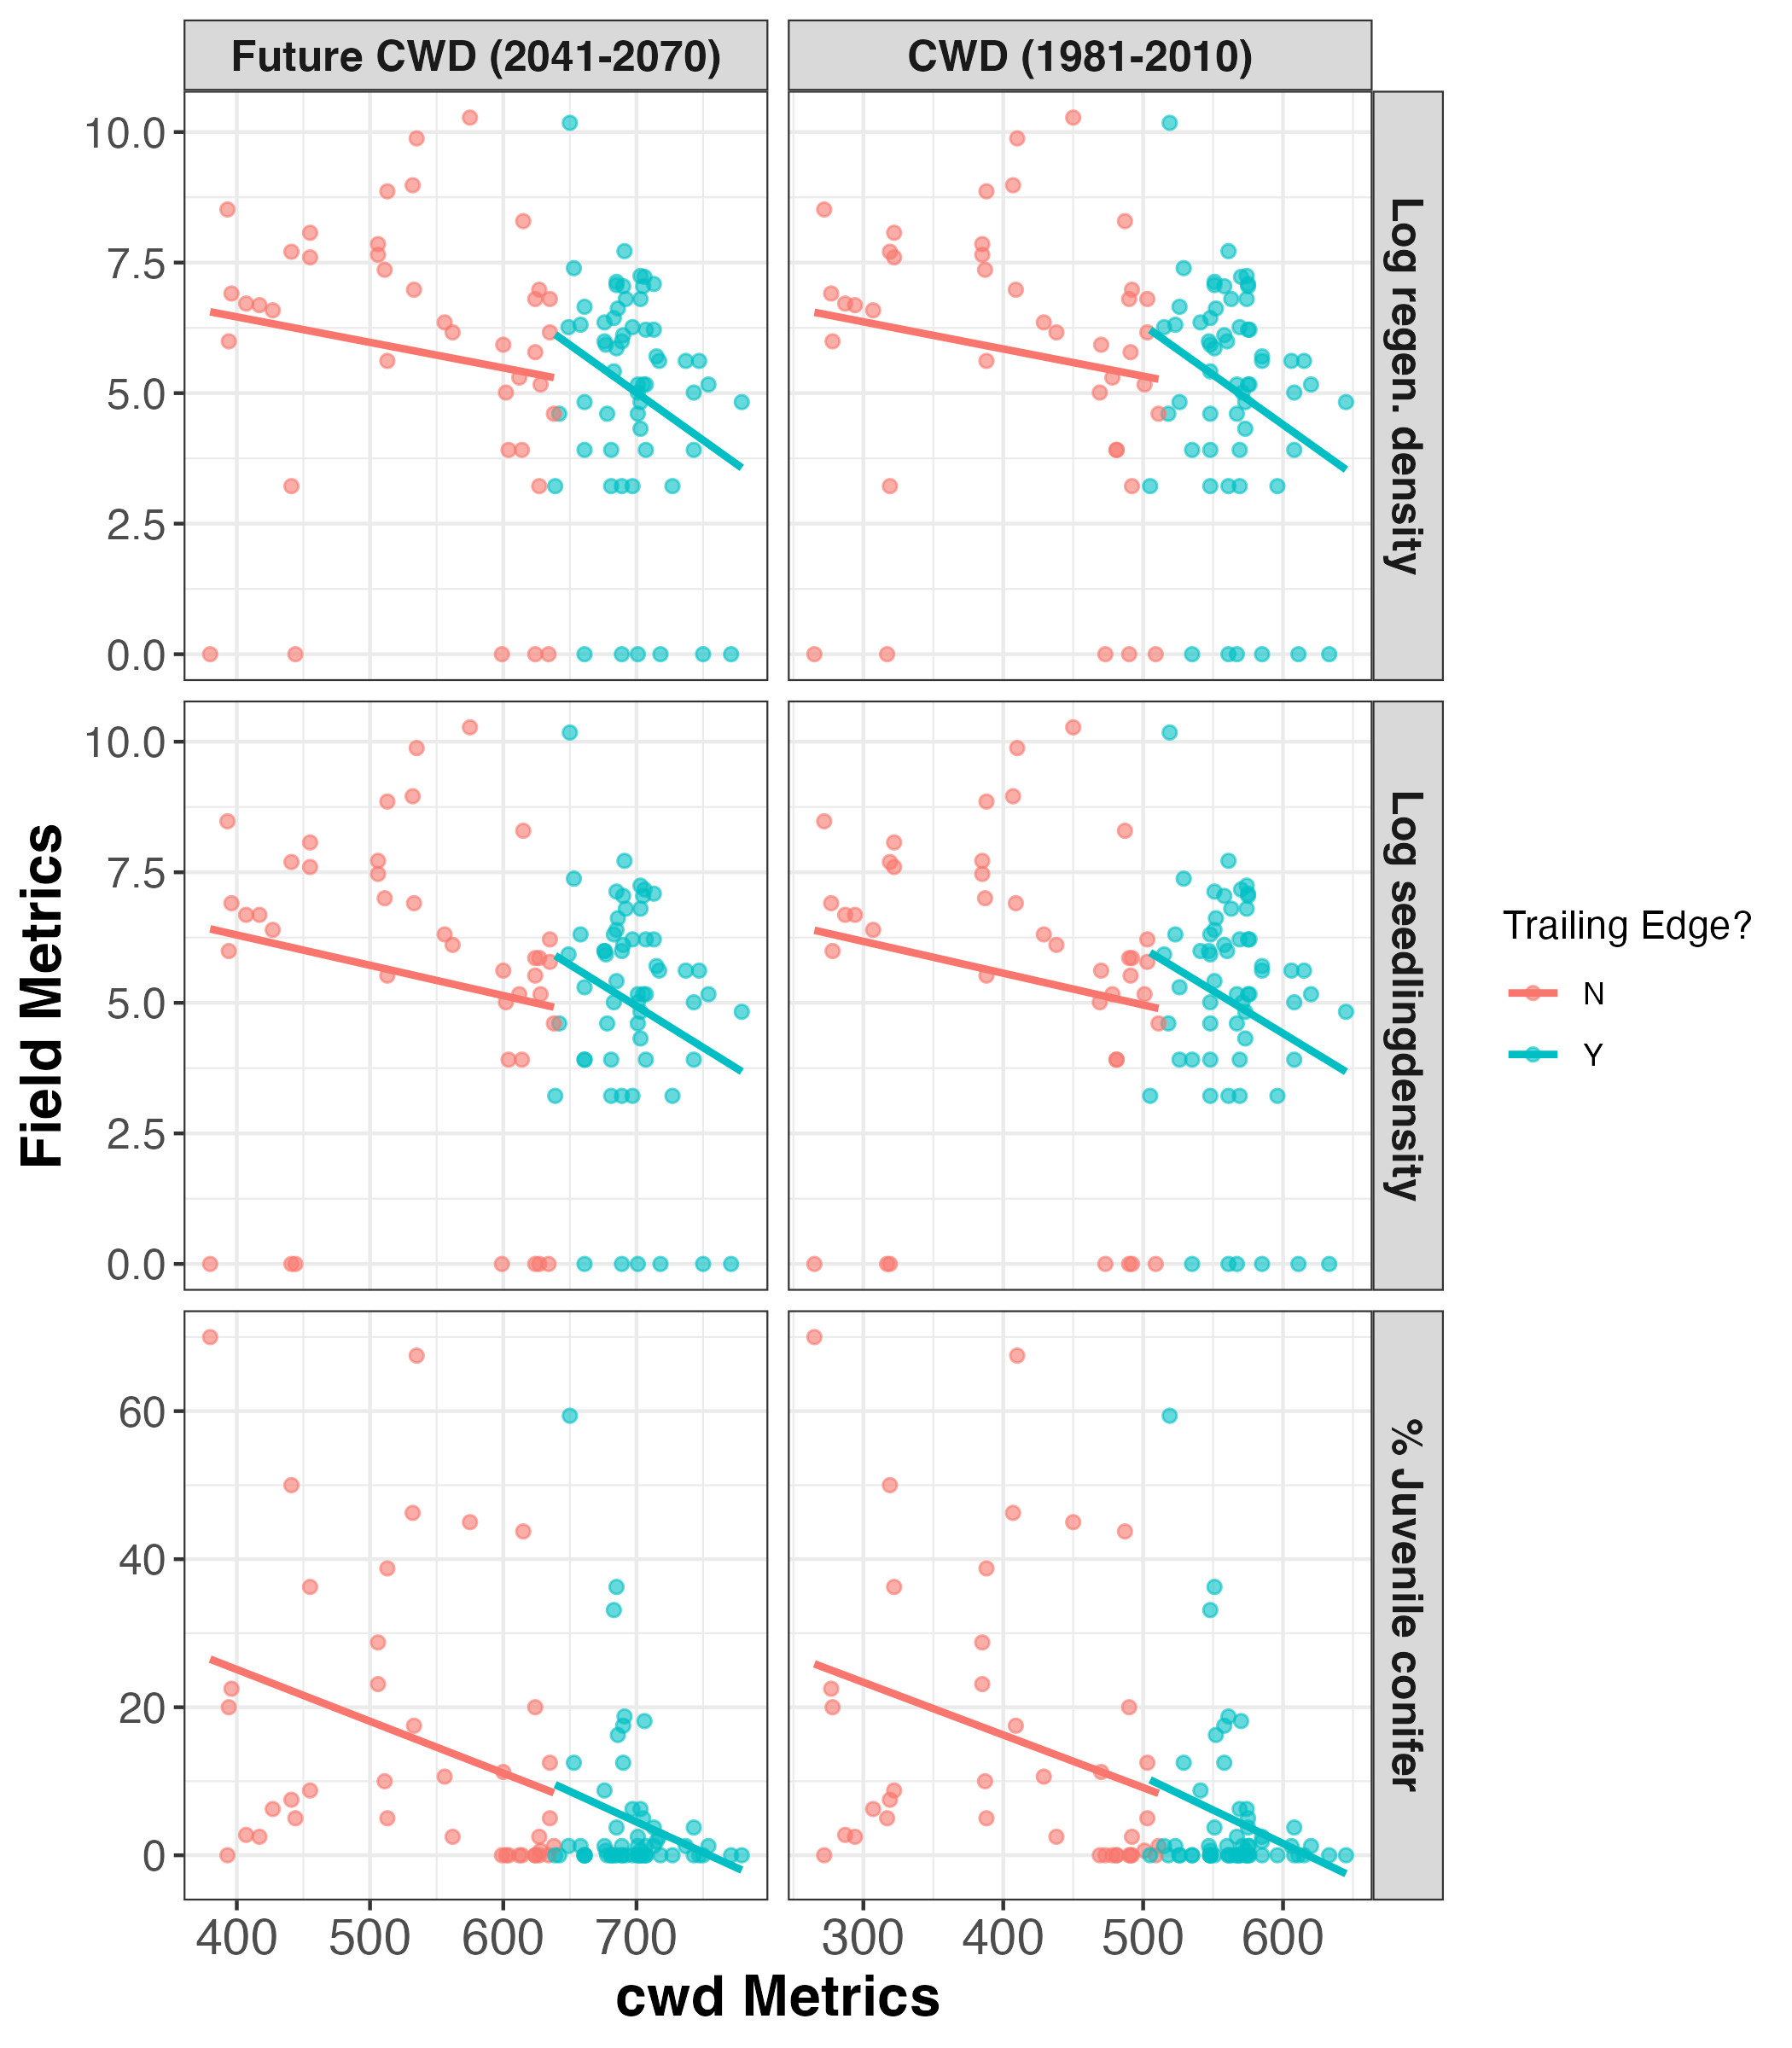 Future CWD (2041-2070)
CWD (1981-2010)
10.0
7.5
5.0
2.5
0.0
Log regen. density
10.0
7.5
5.0
2.5
0.0
Log seedlingdensity
60
40
20
0
% Juvenile conifer
400 500 600 700
300 400 500 600
cwd Metrics
Field Metrics
Trailing Edge?
N
Y